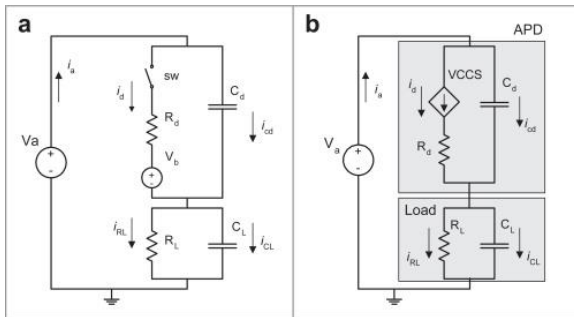 a
i_a
Va
+
-
i_d
sw
R_d
V_b
+
-
C_d
i_cd
i_RL
R_L
C_L
i_CL
b
APD
i_a
V_a
+
-
i_d
VCCS
R_d
C_d
i_cd
Load
i_RL
R_L
C_L
i_CL